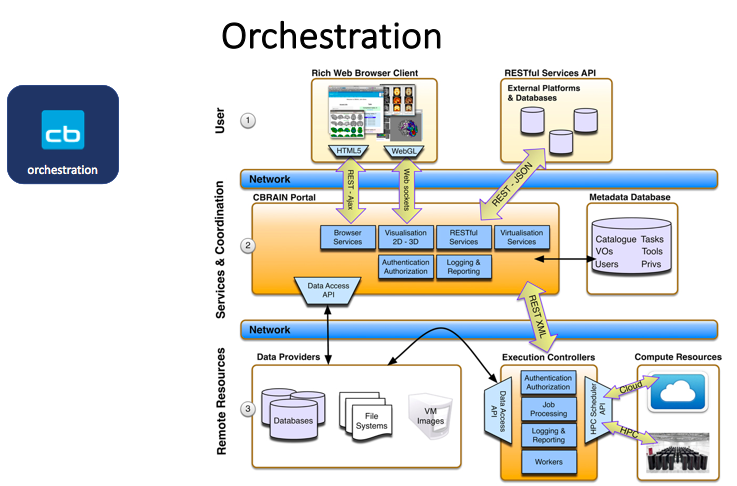 Orchestration
cb
orchestration
Rich Web Browser Client
RESTful Services API
External Platforms
& Databases
User
1
HTML5
WebGL
REST - Ajax
Web sockets
REST - JSON
Network
CBRAIN Portal
Metadata Database
Services & Coordination
2
Browser
Services
Visualisation
2D - 3D
RESTful
Services
Virtualisation
Services
Authentication
Authorization
Logging &
Reporting
Catalogue Tasks
VOs Tools
Users Privs
Data Access
API
REST XML
Network
Remote Resources
3
Data Providers
Databases
File
Systems
VM
Images
Execution Controllers
Data Access
API
Authentication
Authorization
Job
Processing
Logging &
Reporting
Workers
HPC Scheduler
API
Compute Resources
Cloud
HPC